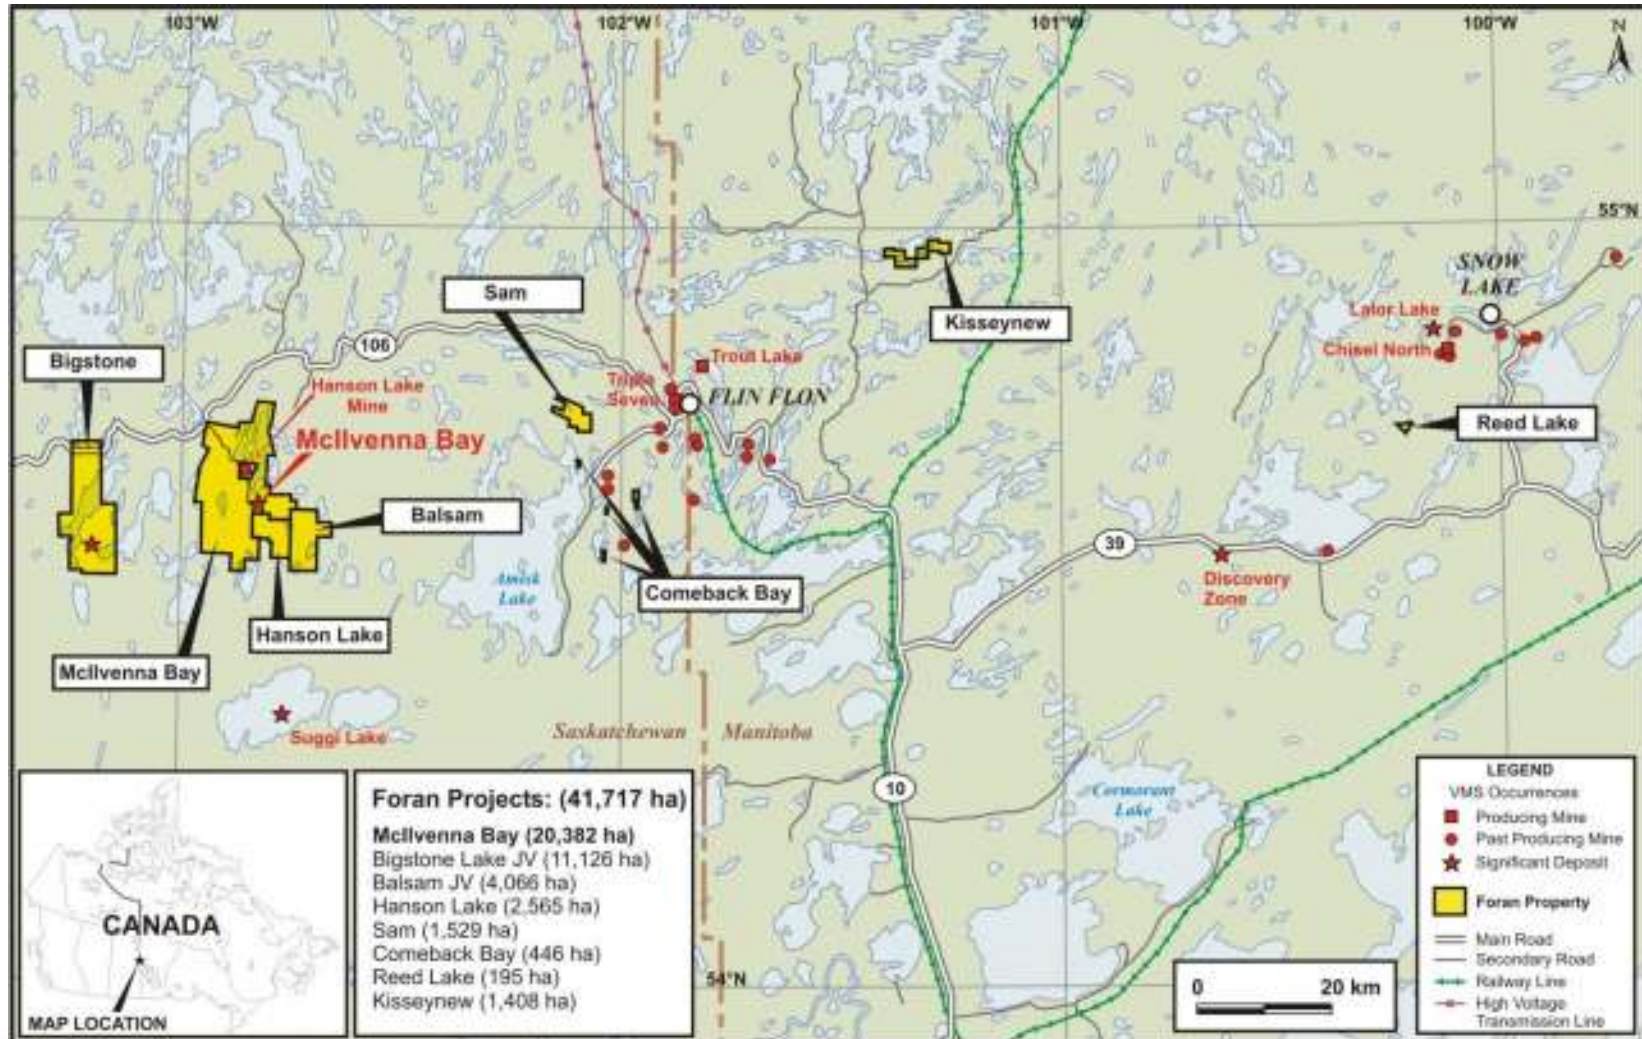 103°W
102°W
101°W
100°W
N
55°N
SNOW
LAKE
Sam
Kisseynew
Lalor Lake
Chisel North
106
Bigstone
Trout Lake
Hanson Lake
Mine
Triple
Seven
FLIN FLON
Reed Lake
McIlvenna Bay
Balsam
39
Discovery
Zone
Amisk
Lake
Comeback Bay
Hanson Lake
McIlvenna Bay
Suggi Lake
Saskatchewan
Manitoba
10
Cormorant
Lake
CANADA
MAP LOCATION
Foran Projects: (41,717 ha)
McIlvenna Bay (20,382 ha)
Bigstone Lake JV (11,126 ha)
Balsam JV (4,066 ha)
Hanson Lake (2,565 ha)
Sam (1,529 ha)
Comeback Bay (446 ha)
Reed Lake (195 ha)
Kisseynew (1,408 ha)
54°N
0 20 km
LEGEND
VMS Occurrences
Producing Mine
Past Producing Mine
Significant Deposit
Foran Property
Main Road
Secondary Road
Railway Line
High Voltage
Transmission Line